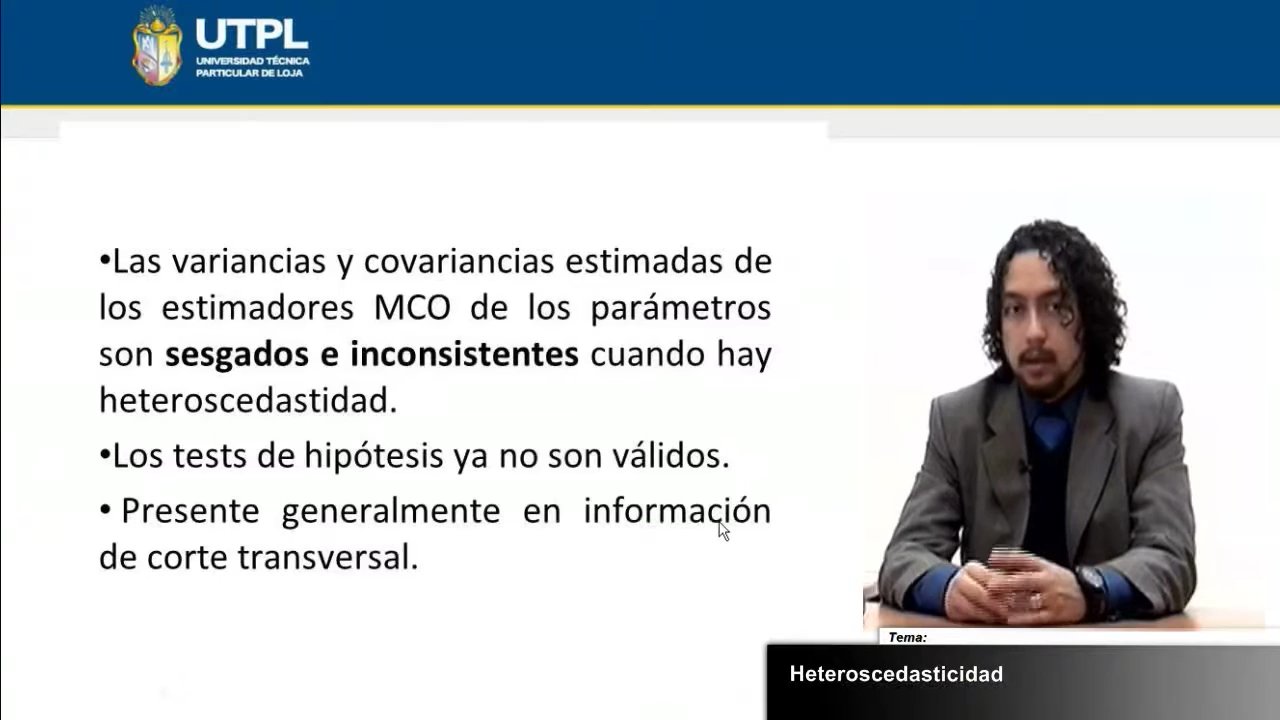 UTPL
UNIVERSIDAD TÉCNICA
PARTICULAR DE LOJA
•Las variancias y covariancias estimadas de
los estimadores MCO de los parámetros
son sesgados e inconsistentes cuando hay
heteroscedastidad.
•Los tests de hipótesis ya no son válidos.
• Presente generalmente en información
de corte transversal.
Tema:
Heteroscedasticidad